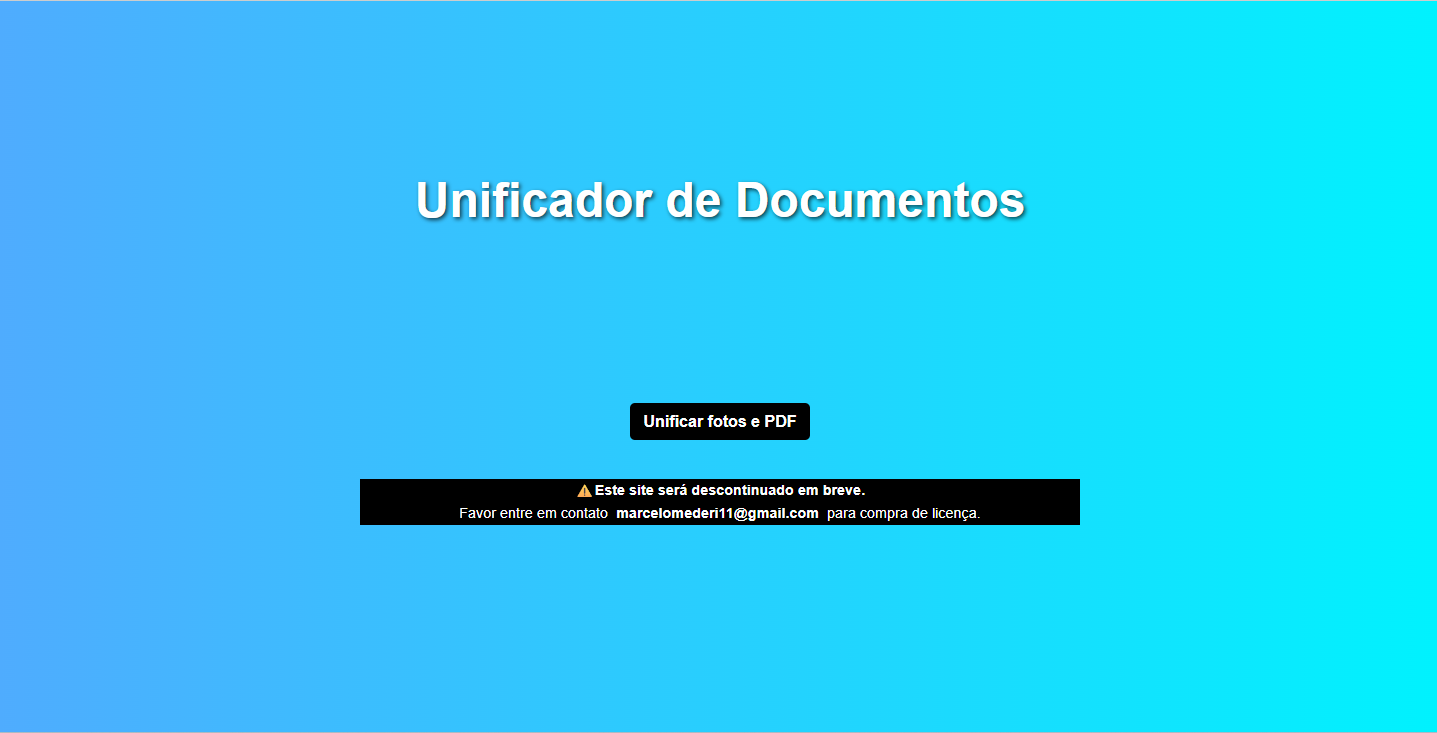 Unificador de Documentos
Unificar fotos e PDF
⚠️Este site será descontinuado em breve.
Favor entre em contato marcelomederi11@gmail.com para compra de licença.